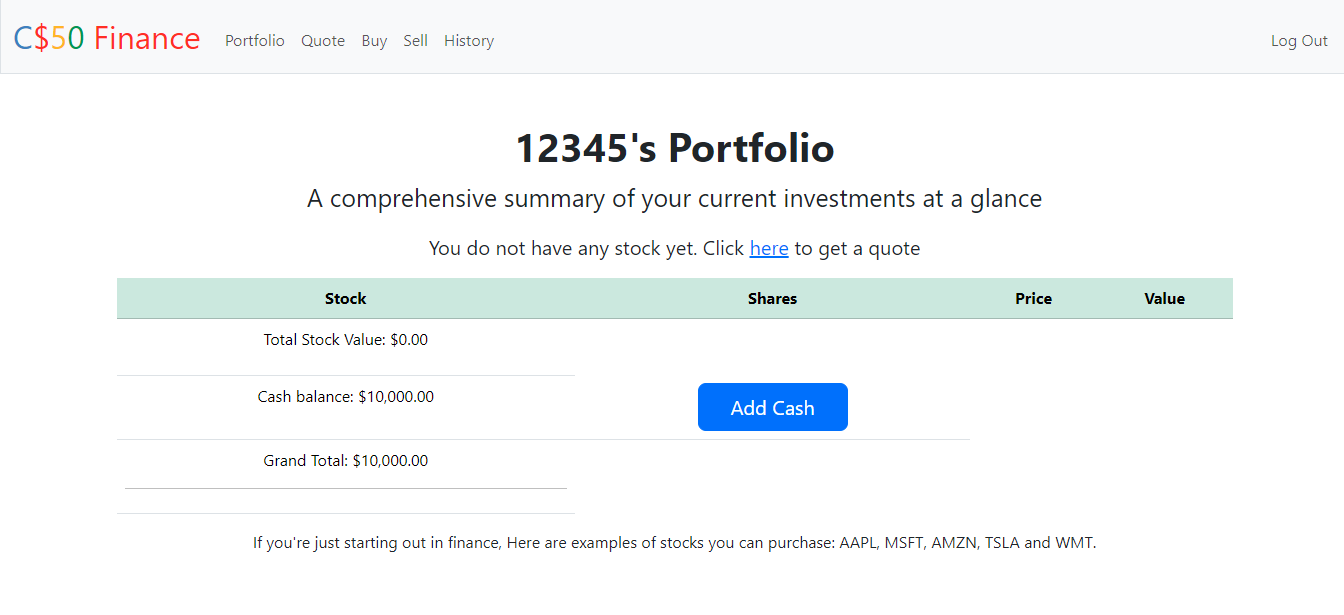 C$50 Finance Portfolio Quote Buy Sell History Log Out
12345's Portfolio
A comprehensive summary of your current investments at a glance
You do not have any stock yet. Click here to get a quote
Stock Shares Price Value
Total Stock Value: $0.00
Cash balance: $10,000.00 Add Cash
Grand Total: $10,000.00
If you're just starting out in finance, Here are examples of stocks you can purchase: AAPL, MSFT, AMZN, TSLA and WMT.